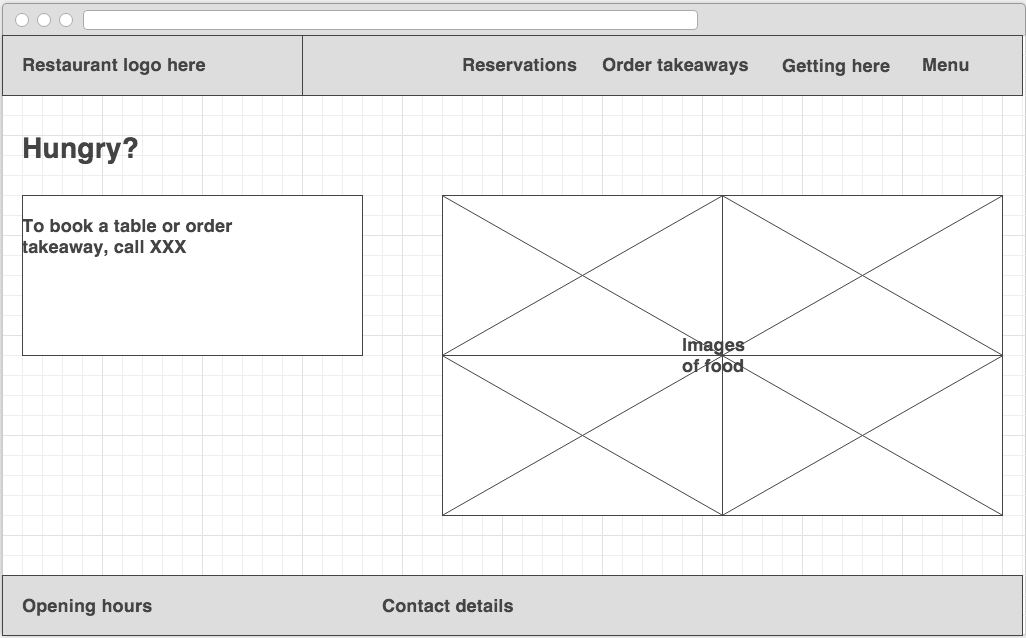 Restaurant logo here
Reservations
Order takeaways
Getting here
Menu
Hungry?
To book a table or order
takeaway, call XXX
Images
of food
Opening hours
Contact details